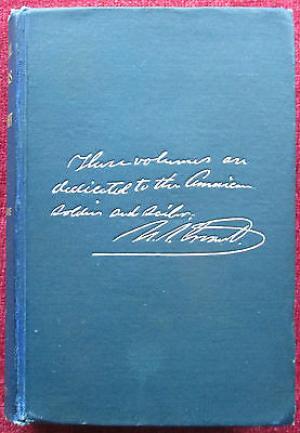 These volumes are
dedicated to the American
soldier and sailor.
U. S. Grant.